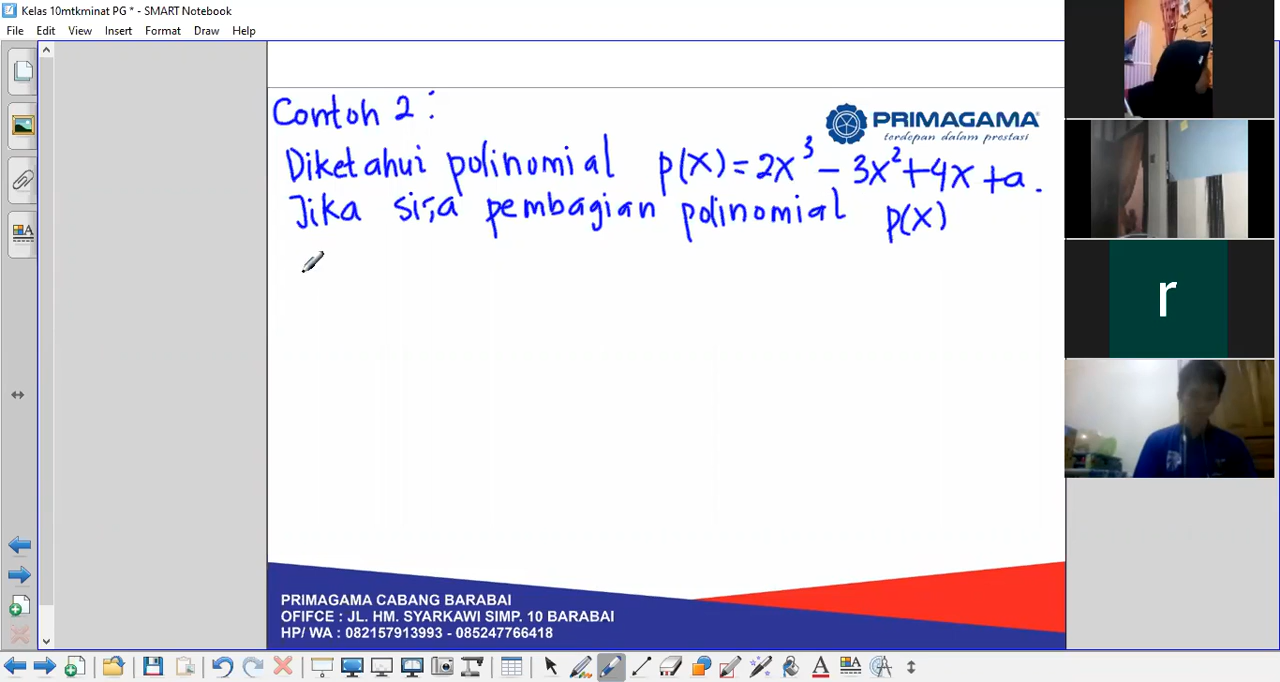 Kelas 10mtkminat PG * - SMART Notebook
File Edit View Insert Format Draw Help
Contoh 2 :
PRIMAGAMA
terdepan dalam prestasi
Diketahui polinomial p(x) = 2x³ – 3x² + 4x + a .
Jika sisa pembagian polinomial p(x)
r
PRIMAGAMA CABANG BARABAI
OFIFCE : JL. HM. SYARKAWI SIMP. 10 BARABAI
HP/ WA : 082157913993 - 085247766418